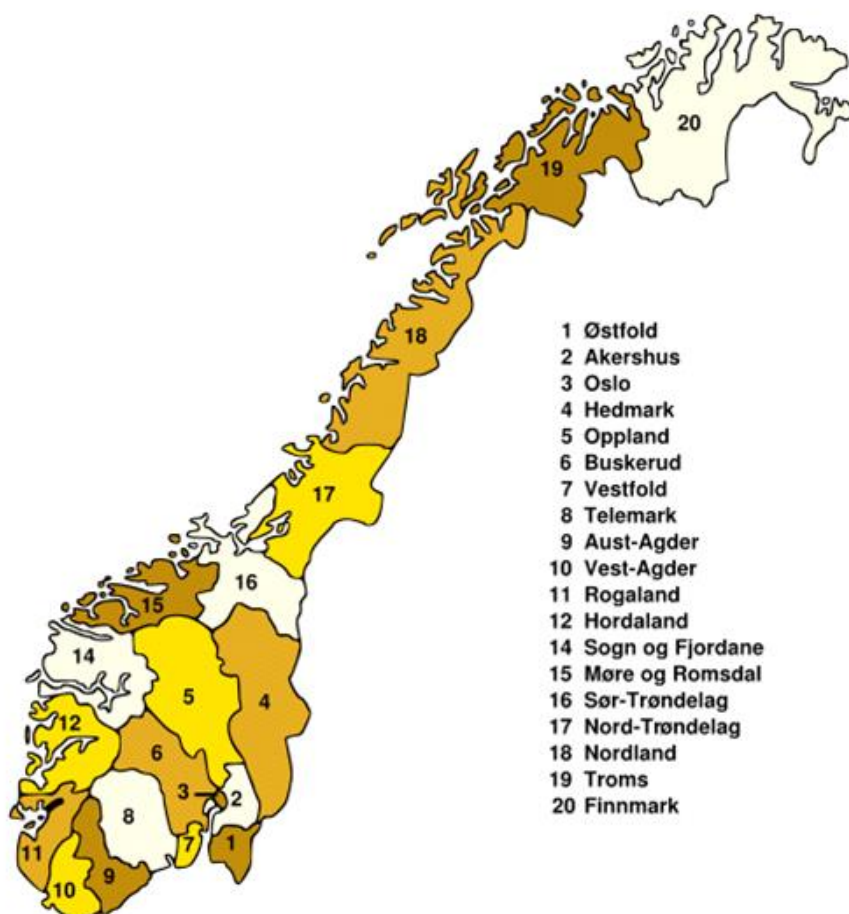 20
19
18
17
16
15
14
5
4
12
6
3
2
8
1
7
11
9
10
1 Østfold
2 Akershus
3 Oslo
4 Hedmark
5 Oppland
6 Buskerud
7 Vestfold
8 Telemark
9 Aust-Agder
10 Vest-Agder
11 Rogaland
12 Hordaland
14 Sogn og Fjordane
15 Møre og Romsdal
16 Sør-Trøndelag
17 Nord-Trøndelag
18 Nordland
19 Troms
20 Finnmark